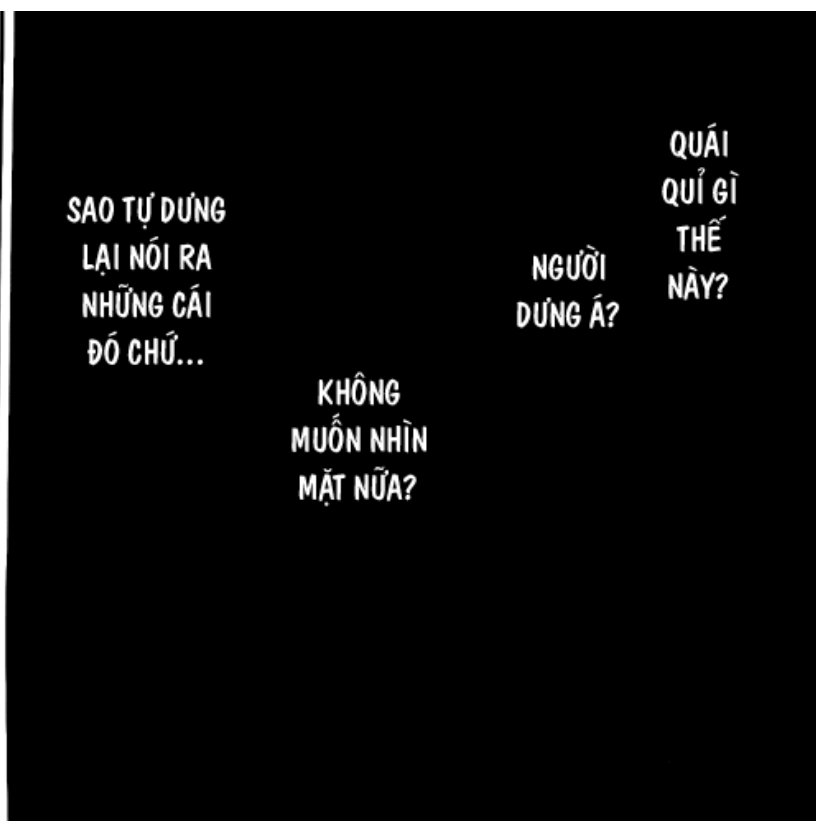 QUÁI
QUỈ GÌ
THẾ
NÀY?
NGƯỜI
DƯNG Á?
KHÔNG
MUỐN NHÌN
MẶT NỮA?
SAO TỰ DƯNG
LẠI NÓI RA
NHỮNG CÁI
ĐÓ CHỨ...